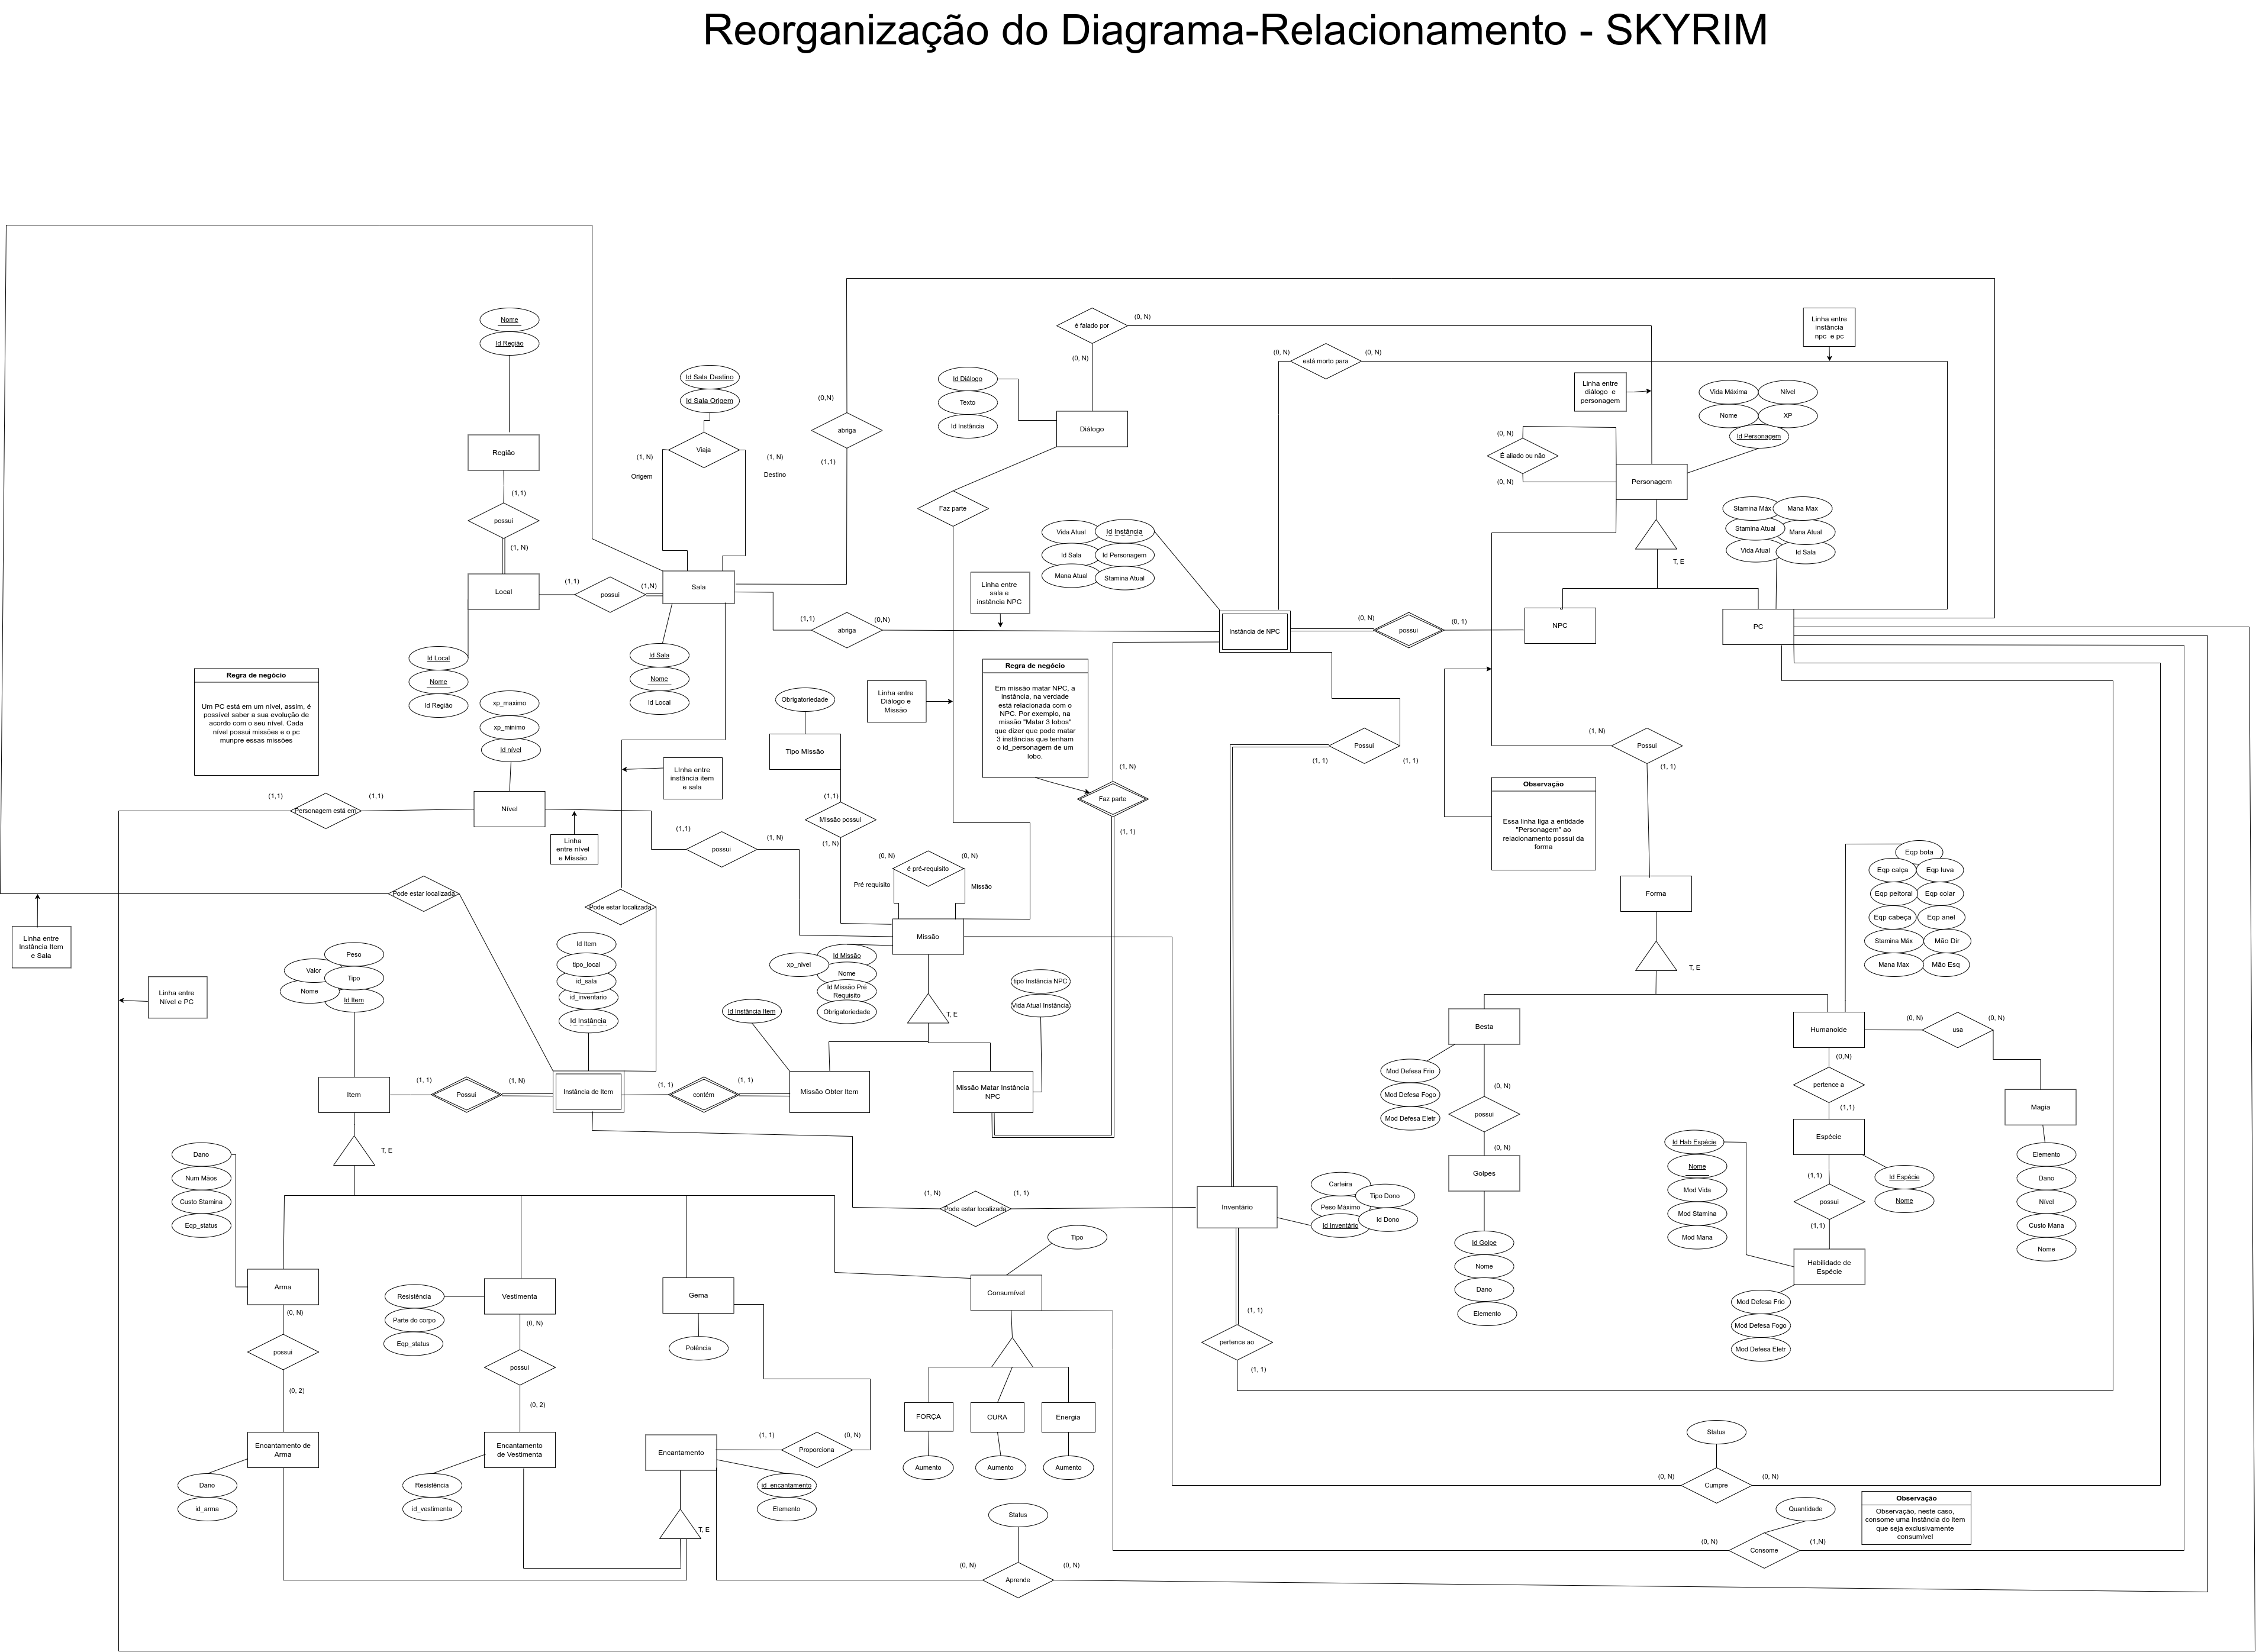 Reorganização do Diagrama-Relacionamento - SKYRIM
Nome
Id Região
Região
(1,1)
possui
(1, N)
Local
Id Local
Nome
Id Região
(1,1)
possui
(1,N)
Sala
Id Sala
Nome
Id Local
Id Sala Destino
Id Sala Origem
Viaja
(1, N)
Origem
(1, N)
Destino
(0,N)
abriga
(1,1)
(1,1)
abriga
(0,N)
Linha entre
sala e
instância NPC
é falado por
(0, N)
(0, N)
Id Diálogo
Texto
Id Instância
Diálogo
Faz parte
(0, N)
está morto para
(0, N)
Linha entre
instância
npc e pc
Linha entre
diálogo e
personagem
Vida Máxima
Nível
Nome
XP
Id Personagem
(0, N)
É aliado ou não
(0, N)
Personagem
T, E
Stamina Máx
Mana Max
Stamina Atual
Mana Atual
Vida Atual
Id Sala
NPC
PC
Vida Atual
Id Instância
Id Sala
Id Personagem
Mana Atual
Stamina Atual
Instância de NPC
(0, N)
possui
(0, 1)
Regra de negócio
Um PC está em um nível, assim, é
possível saber a sua evolução de
acordo com o seu nível. Cada
nível possui missões e o pc
munpre essas missões
xp_maximo
xp_minimo
Id nível
Nível
(1,1)
Personagem está em
(1,1)
Linha
entre nível
e Missão
LInha entre
instância item
e sala
(1,1)
possui
(1, N)
Obrigatoriedade
Tipo MIssão
(1,1)
MIssão possui
(1, N)
Linha entre
Diálogo e
Missão
Regra de negócio
Em missão matar NPC, a
instância, na verdade
está relacionada com o
NPC. Por exemplo, na
missão "Matar 3 lobos"
que dizer que pode matar
3 instâncias que tenham
o id_personagem de um
lobo.
(1, N)
Faz parte
(1, 1)
Possui
(1, 1)
(1, 1)
(1, N)
Possui
(1, 1)
Observação
Essa linha liga a entidade
"Personagem" ao
relacionamento possui da
forma
Forma
T, E
(0, N)
é pré-requisito
(0, N)
Pré requisito
Missão
Missão
xp_nivel
Id Missão
Nome
Id Missão Pré
Requisito
Obrigatoriedade
T, E
Pode estar localizada
Pode estar localizada
Linha entre
Instância Item
e Sala
Linha entre
Nível e PC
Peso
Valor
Tipo
Nome
Id Item
Item
(1, 1)
Possui
(1, N)
Id Item
tipo_local
id_sala
id_inventario
Id Instância
Instância de Item
(1, 1)
contém
(1, 1)
Id Instância Item
Missão Obter Item
tipo Instância NPC
Vida Atual Instância
Missão Matar Instância
NPC
Eqp bota
Eqp calça
Eqp luva
Eqp peitoral
Eqp colar
Eqp cabeça
Eqp anel
Stamina Máx
Mão Dir
Mana Max
Mão Esq
Besta
Mod Defesa Frio
Mod Defesa Fogo
Mod Defesa Eletr
(0, N)
possui
(0, N)
Golpes
Id Golpe
Nome
Dano
Elemento
Humanoide
(0, N)
usa
(0, N)
Magia
Elemento
Dano
Nível
Custo Mana
Nome
(0,N)
pertence a
(1,1)
Espécie
Id Espécie
Nome
(1,1)
possui
(1,1)
Id Hab Espécie
Nome
Mod Vida
Mod Stamina
Mod Mana
Habilidade de
Espécie
Mod Defesa Frio
Mod Defesa Fogo
Mod Defesa Eletr
T, E
Dano
Num Mãos
Custo Stamina
Eqp_status
Arma
(0, N)
possui
(0, 2)
Encantamento de
Arma
Dano
id_arma
Resistência
Parte do corpo
Eqp_status
Vestimenta
(0, N)
possui
(0, 2)
Encantamento
de Vestimenta
Resistência
id_vestimenta
Gema
Potência
Encantamento
(1, 1)
Proporciona
(0, N)
id_encantamento
Elemento
T, E
Tipo
Consumível
FORÇA
CURA
Energia
Aumento
Aumento
Aumento
(1, N)
Pode estar localizada
(1, 1)
Inventário
Carteira
Tipo Dono
Peso Máximo
Id Dono
Id Inventário
(1, 1)
pertence ao
(1, 1)
Status
(0, N)
Cumpre
(0, N)
Quantidade
(0, N)
Consome
(1,N)
Observação
Observação, neste caso,
consome uma instância do item
que seja exclusivamente
consumível
Status
(0, N)
Aprende
(0, N)